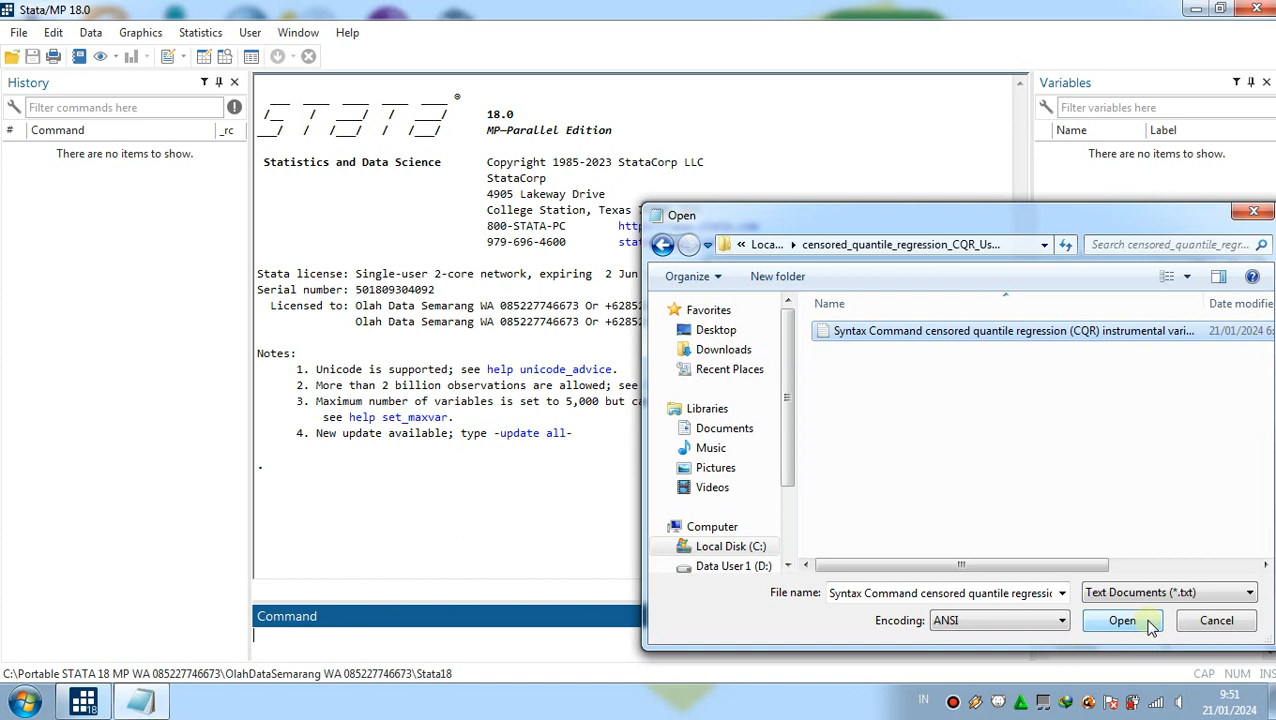 Stata/MP 18.0
File Edit Data Graphics Statistics User Window Help
History
Filter commands here
# Command _rc
There are no items to show.
18.0
MP—Parallel Edition
Statistics and Data Science
Copyright 1985-2023 StataCorp LLC
StataCorp
4905 Lakeway Drive
College Station, Texas
800-STATA-PC
979-696-4600
Stata license: Single-user 2-core network, expiring 2 Jun
Serial number: 501809304092
Licensed to: Olah Data Semarang WA 085227746673 Or +62852
Olah Data Semarang WA 085227746673 Or +62852
Notes:
1. Unicode is supported; see help unicode_advice.
2. More than 2 billion observations are allowed; see
3. Maximum number of variables is set to 5,000 but ca
see help set_maxvar.
4. New update available; type -update all-
.
Command
Variables
Filter variables here
Name Label
There are no items to show.
Open
« Loca... censored_quantile_regression_CQR_Us...
Search censored_quantile_regr...
Organize New folder
Favorites
Desktop
Downloads
Recent Places
Libraries
Documents
Music
Pictures
Videos
Computer
Local Disk (C:)
Data User 1 (D:)
Name Date modifie
Syntax Command censored quantile regression (CQR) instrumental vari... 21/01/2024 6:
File name: Syntax Command censored quantile regressic Text Documents (*.txt)
Encoding: ANSI Open Cancel
C:\Portable STATA 18 MP WA 085227746673\OlahDataSemarang WA 085227746673\Stata18
CAP NUM INS
18
IN
9:51
21/01/2024